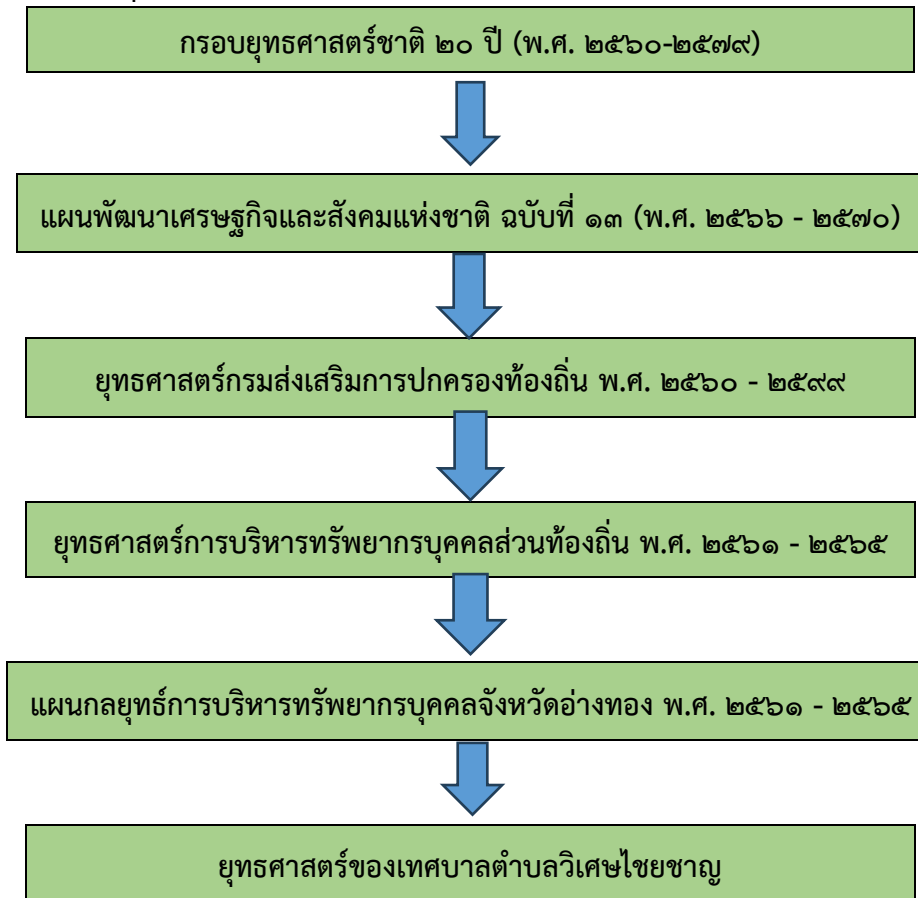 กรอบยุทธศาสตร์ชาติ ๒๐ ปี (พ.ศ. ๒๕๖๐-๒๕๗๙)
แผนพัฒนาเศรษฐกิจและสังคมแห่งชาติ ฉบับที่ ๑๓ (พ.ศ. ๒๕๖๖ - ๒๕๗๐)
ยุทธศาสตร์กรมส่งเสริมการปกครองท้องถิ่น พ.ศ. ๒๕๖๐ - ๒๕๙๙
ยุทธศาสตร์การบริหารทรัพยากรบุคคลส่วนท้องถิ่น พ.ศ. ๒๕๖๑ - ๒๕๖๕
แผนกลยุทธ์การบริหารทรัพยากรบุคคลจังหวัดอ่างทอง พ.ศ. ๒๕๖๑ - ๒๕๖๕
ยุทธศาสตร์ของเทศบาลตำบลวิเศษไชยชาญ